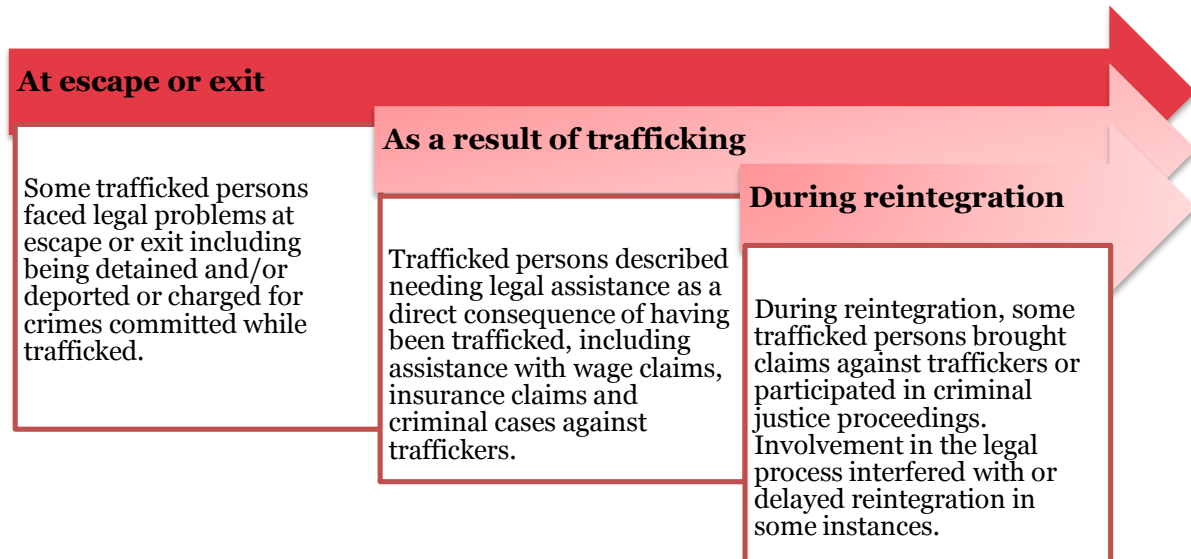 At escape or exit
Some trafficked persons
faced legal problems at
escape or exit including
being detained and/or
deported or charged for
crimes committed while
trafficked.
As a result of trafficking
Trafficked persons described
needing legal assistance as a
direct consequence of having
been trafficked, including
assistance with wage claims,
insurance claims and
criminal cases against
traffickers.
During reintegration
During reintegration, some
trafficked persons brought
claims against traffickers or
participated in criminal
justice proceedings.
Involvement in the legal
process interfered with or
delayed reintegration in
some instances.